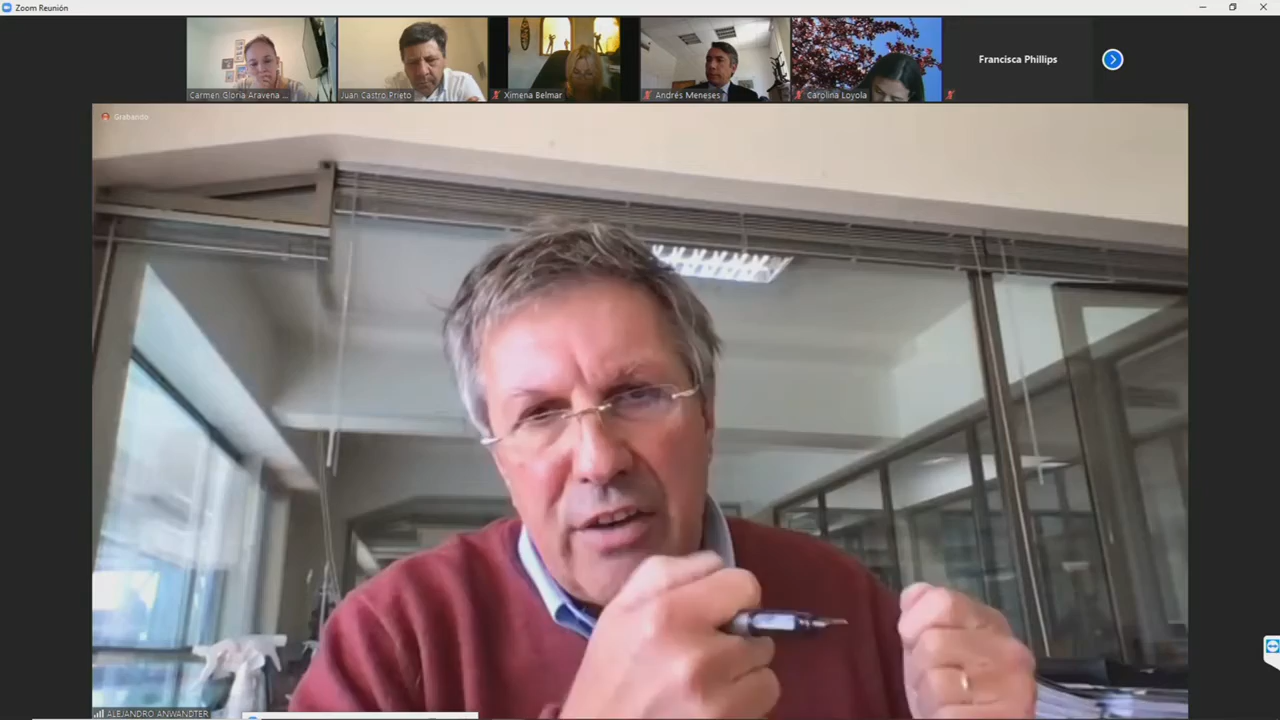 Zoom Reunión
Carmen Gloria Aravena ...
Juan Castro Prieto
Ximena Belmar
Andrés Meneses
Carolina Loyola
Francisca Phillips
Grabando
ALEJANDRO ANWANDTER